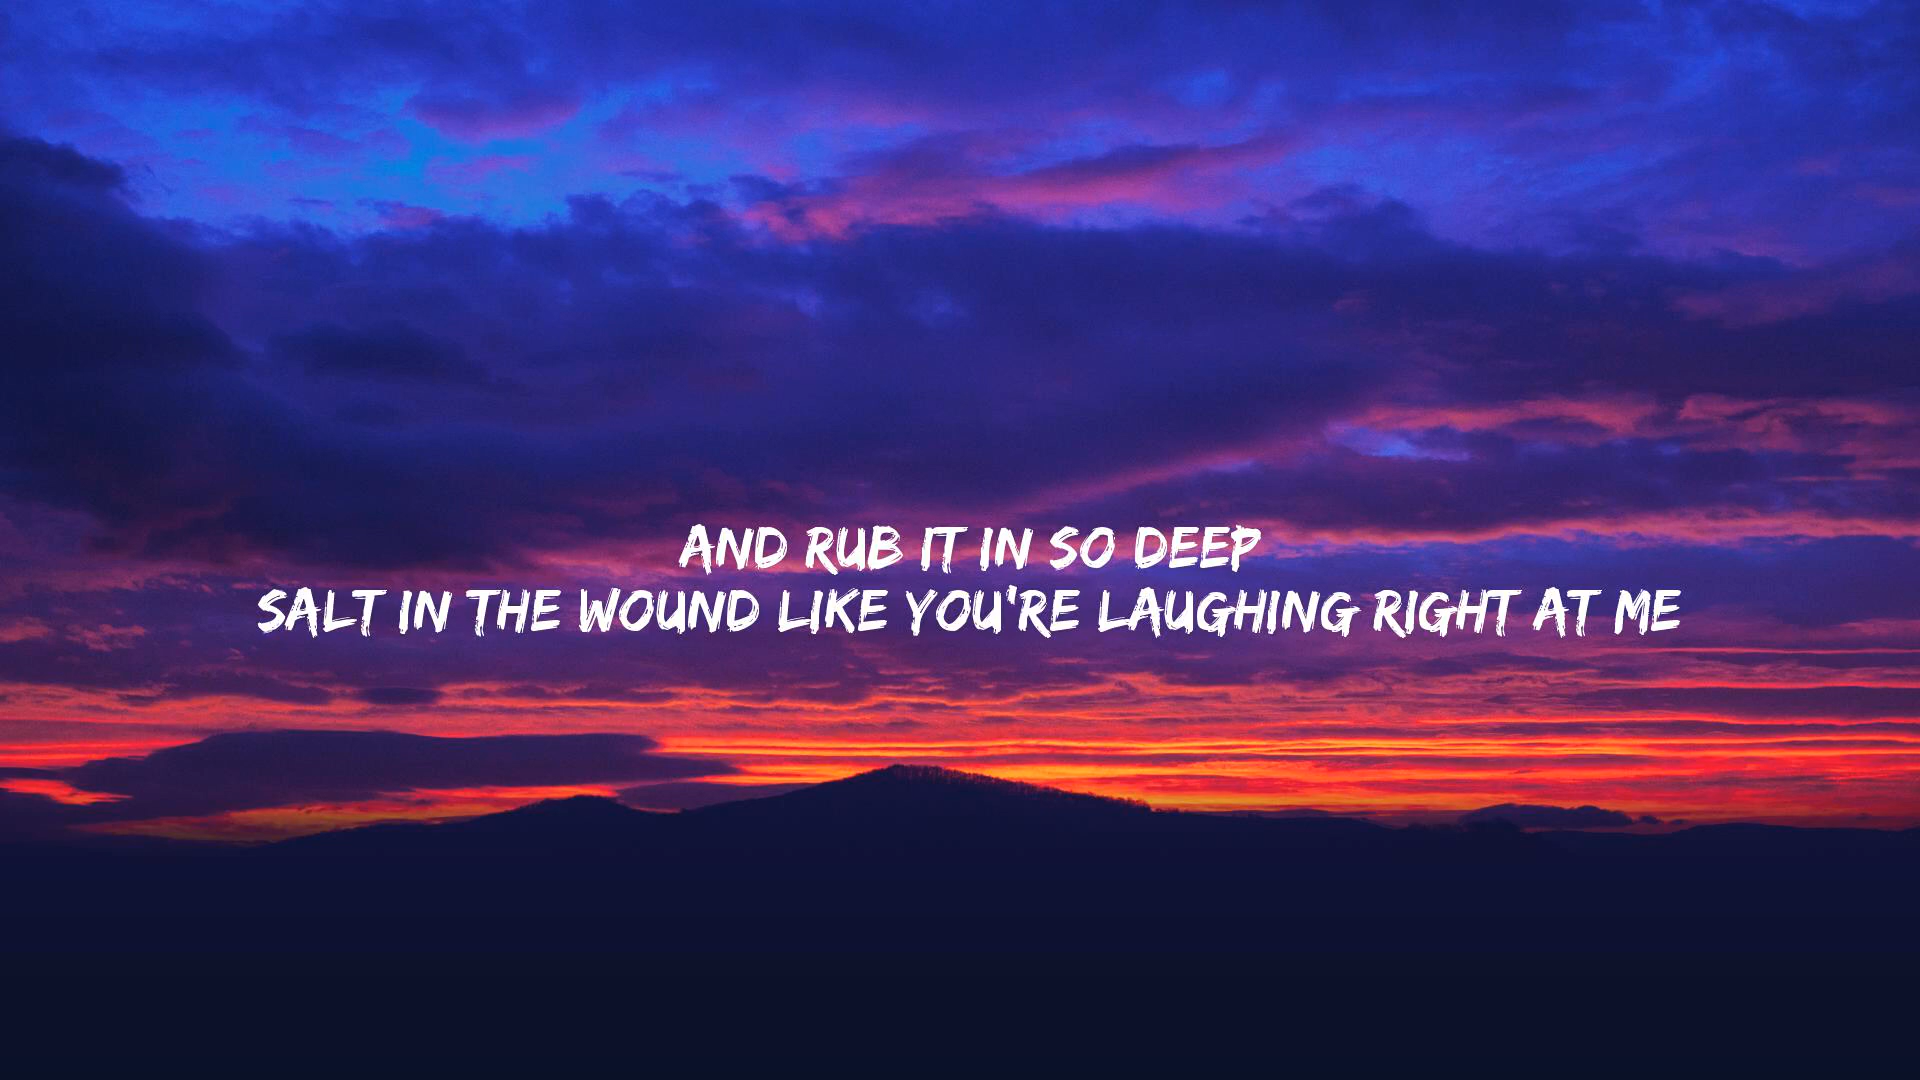 AND RUB IT IN SO DEEP
SALT IN THE WOUND LIKE YOU'RE LAUGHING RIGHT AT ME